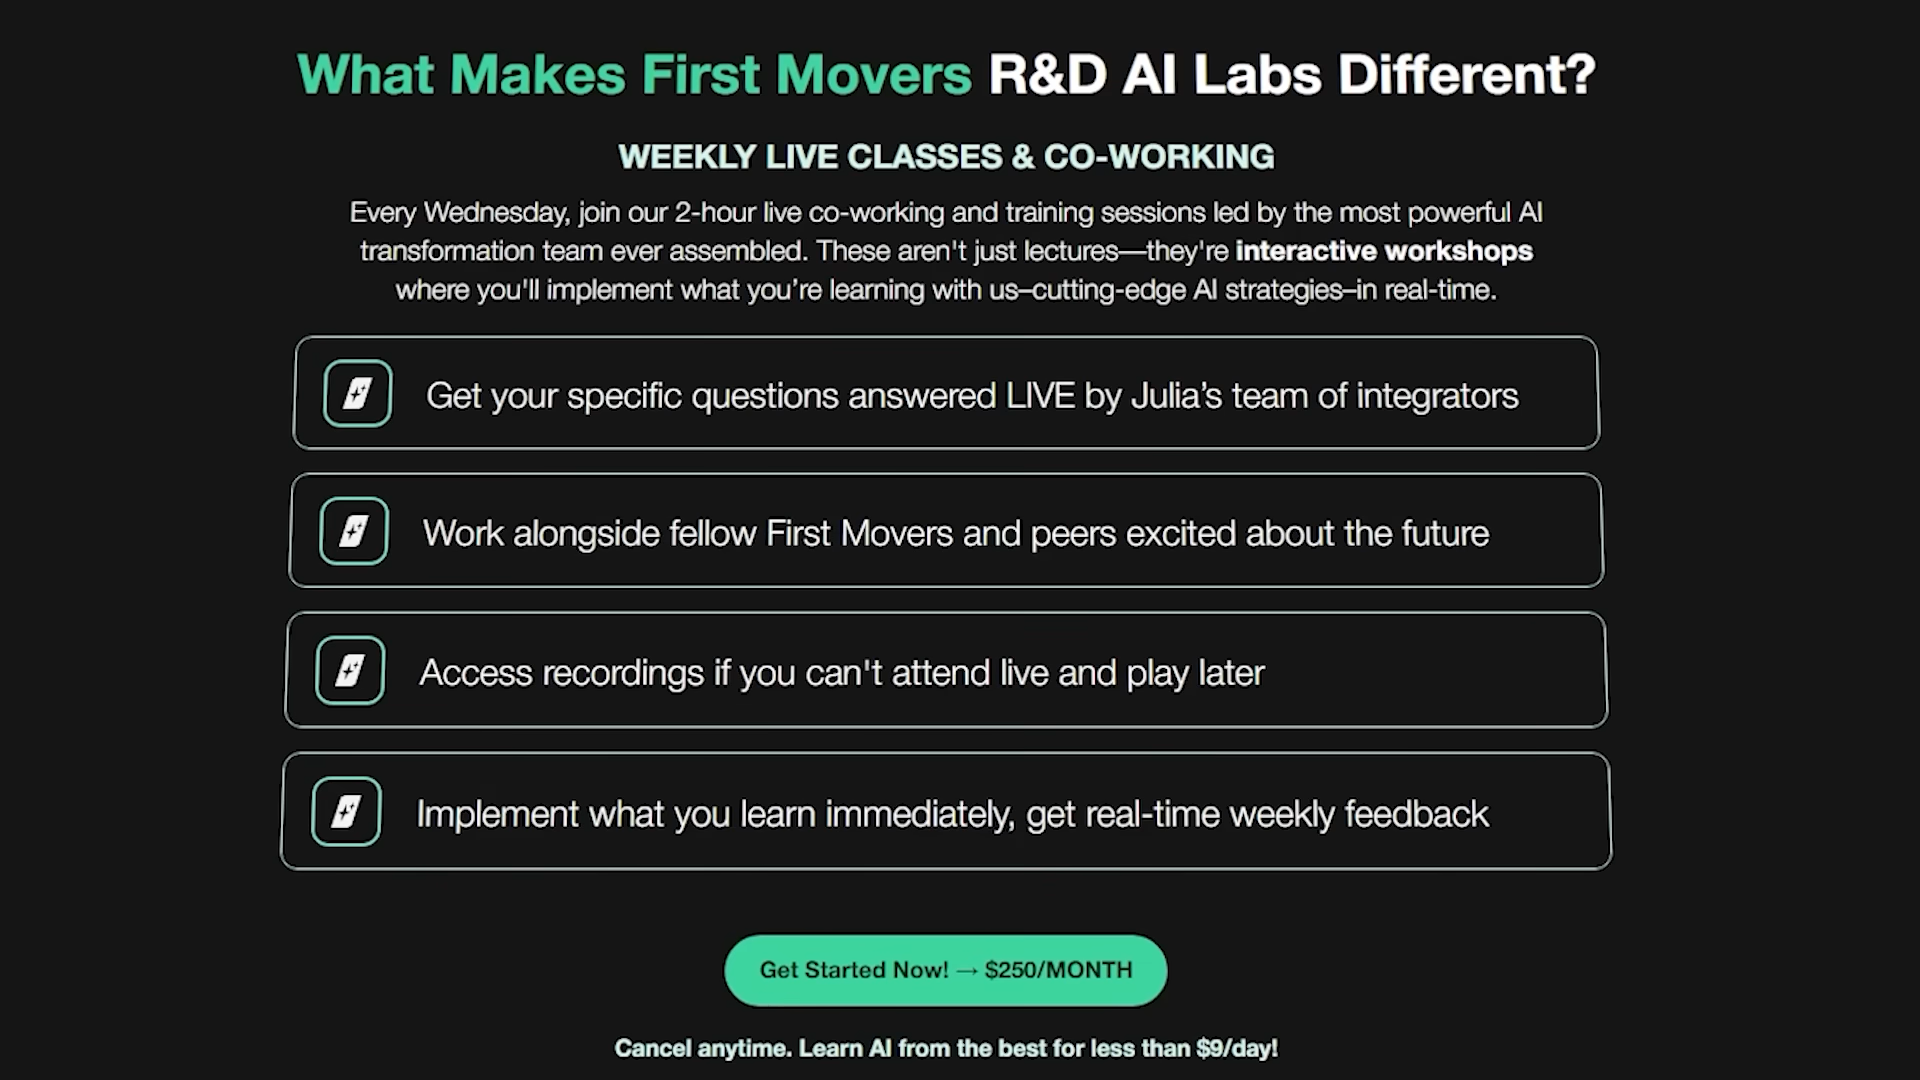 What Makes First Movers R&D AI Labs Different?
WEEKLY LIVE CLASSES & CO-WORKING
Every Wednesday, join our 2-hour live co-working and training sessions led by the most powerful AI
transformation team ever assembled. These aren't just lectures—they're interactive workshops
where you'll implement what you’re learning with us–cutting-edge AI strategies–in real-time.
Get your specific questions answered LIVE by Julia’s team of integrators
Work alongside fellow First Movers and peers excited about the future
Access recordings if you can't attend live and play later
Implement what you learn immediately, get real-time weekly feedback
Get Started Now! → $250/MONTH
Cancel anytime. Learn AI from the best for less than $9/day!